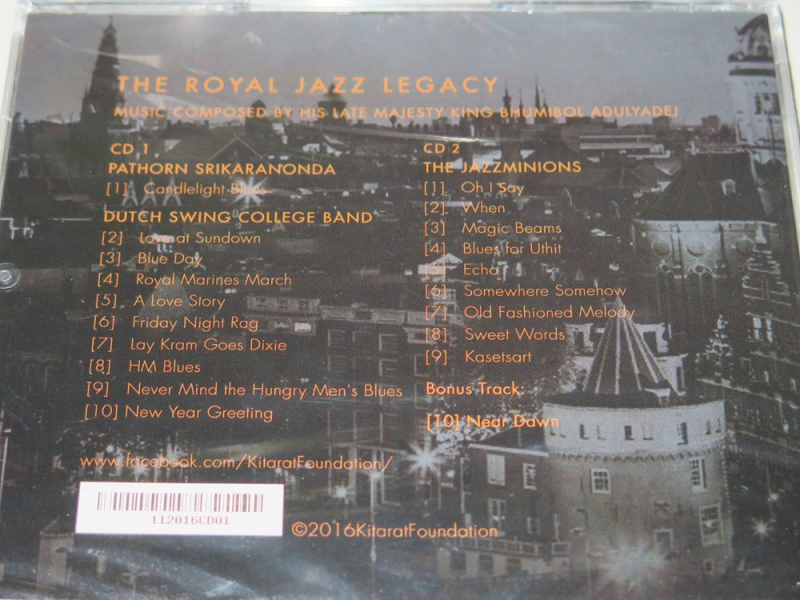 THE ROYAL JAZZ LEGACY
MUSIC COMPOSED BY HIS LATE MAJESTY KING BHUMIBOL ADULYADEJ
CD 1
PATHORN SRIKARANONDA
[1] Candlelight Blues
DUTCH SWING COLLEGE BAND
[2] Love at Sundown
[3] Blue Day
[4] Royal Marines March
[5] A Love Story
[6] Friday Night Rag
[7] Lay Kram Goes Dixie
[8] HM Blues
[9] Never Mind the Hungry Men's Blues
[10] New Year Greeting
CD 2
THE JAZZMINIONS
[1] Oh I Say
[2] When
[3] Magic Beams
[4] Blues for Uthit
[5] Echo
[6] Somewhere Somehow
[7] Old Fashioned Melody
[8] Sweet Words
[9] Kasetsart
Bonus Track:
[10] Near Dawn
www.facebook.com/KitaratFoundation/
112016CD01
©2016KitaratFoundation